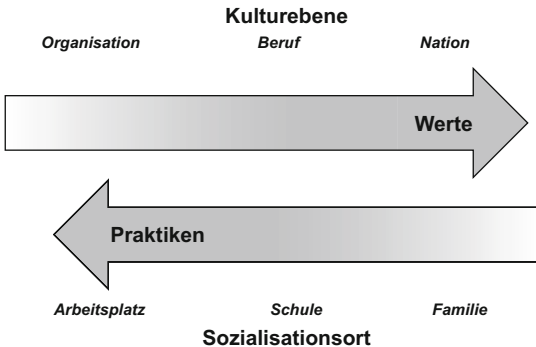 Kulturebene
Organisation Beruf Nation
Werte
Praktiken
Arbeitsplatz Schule Familie
Sozialisationsort